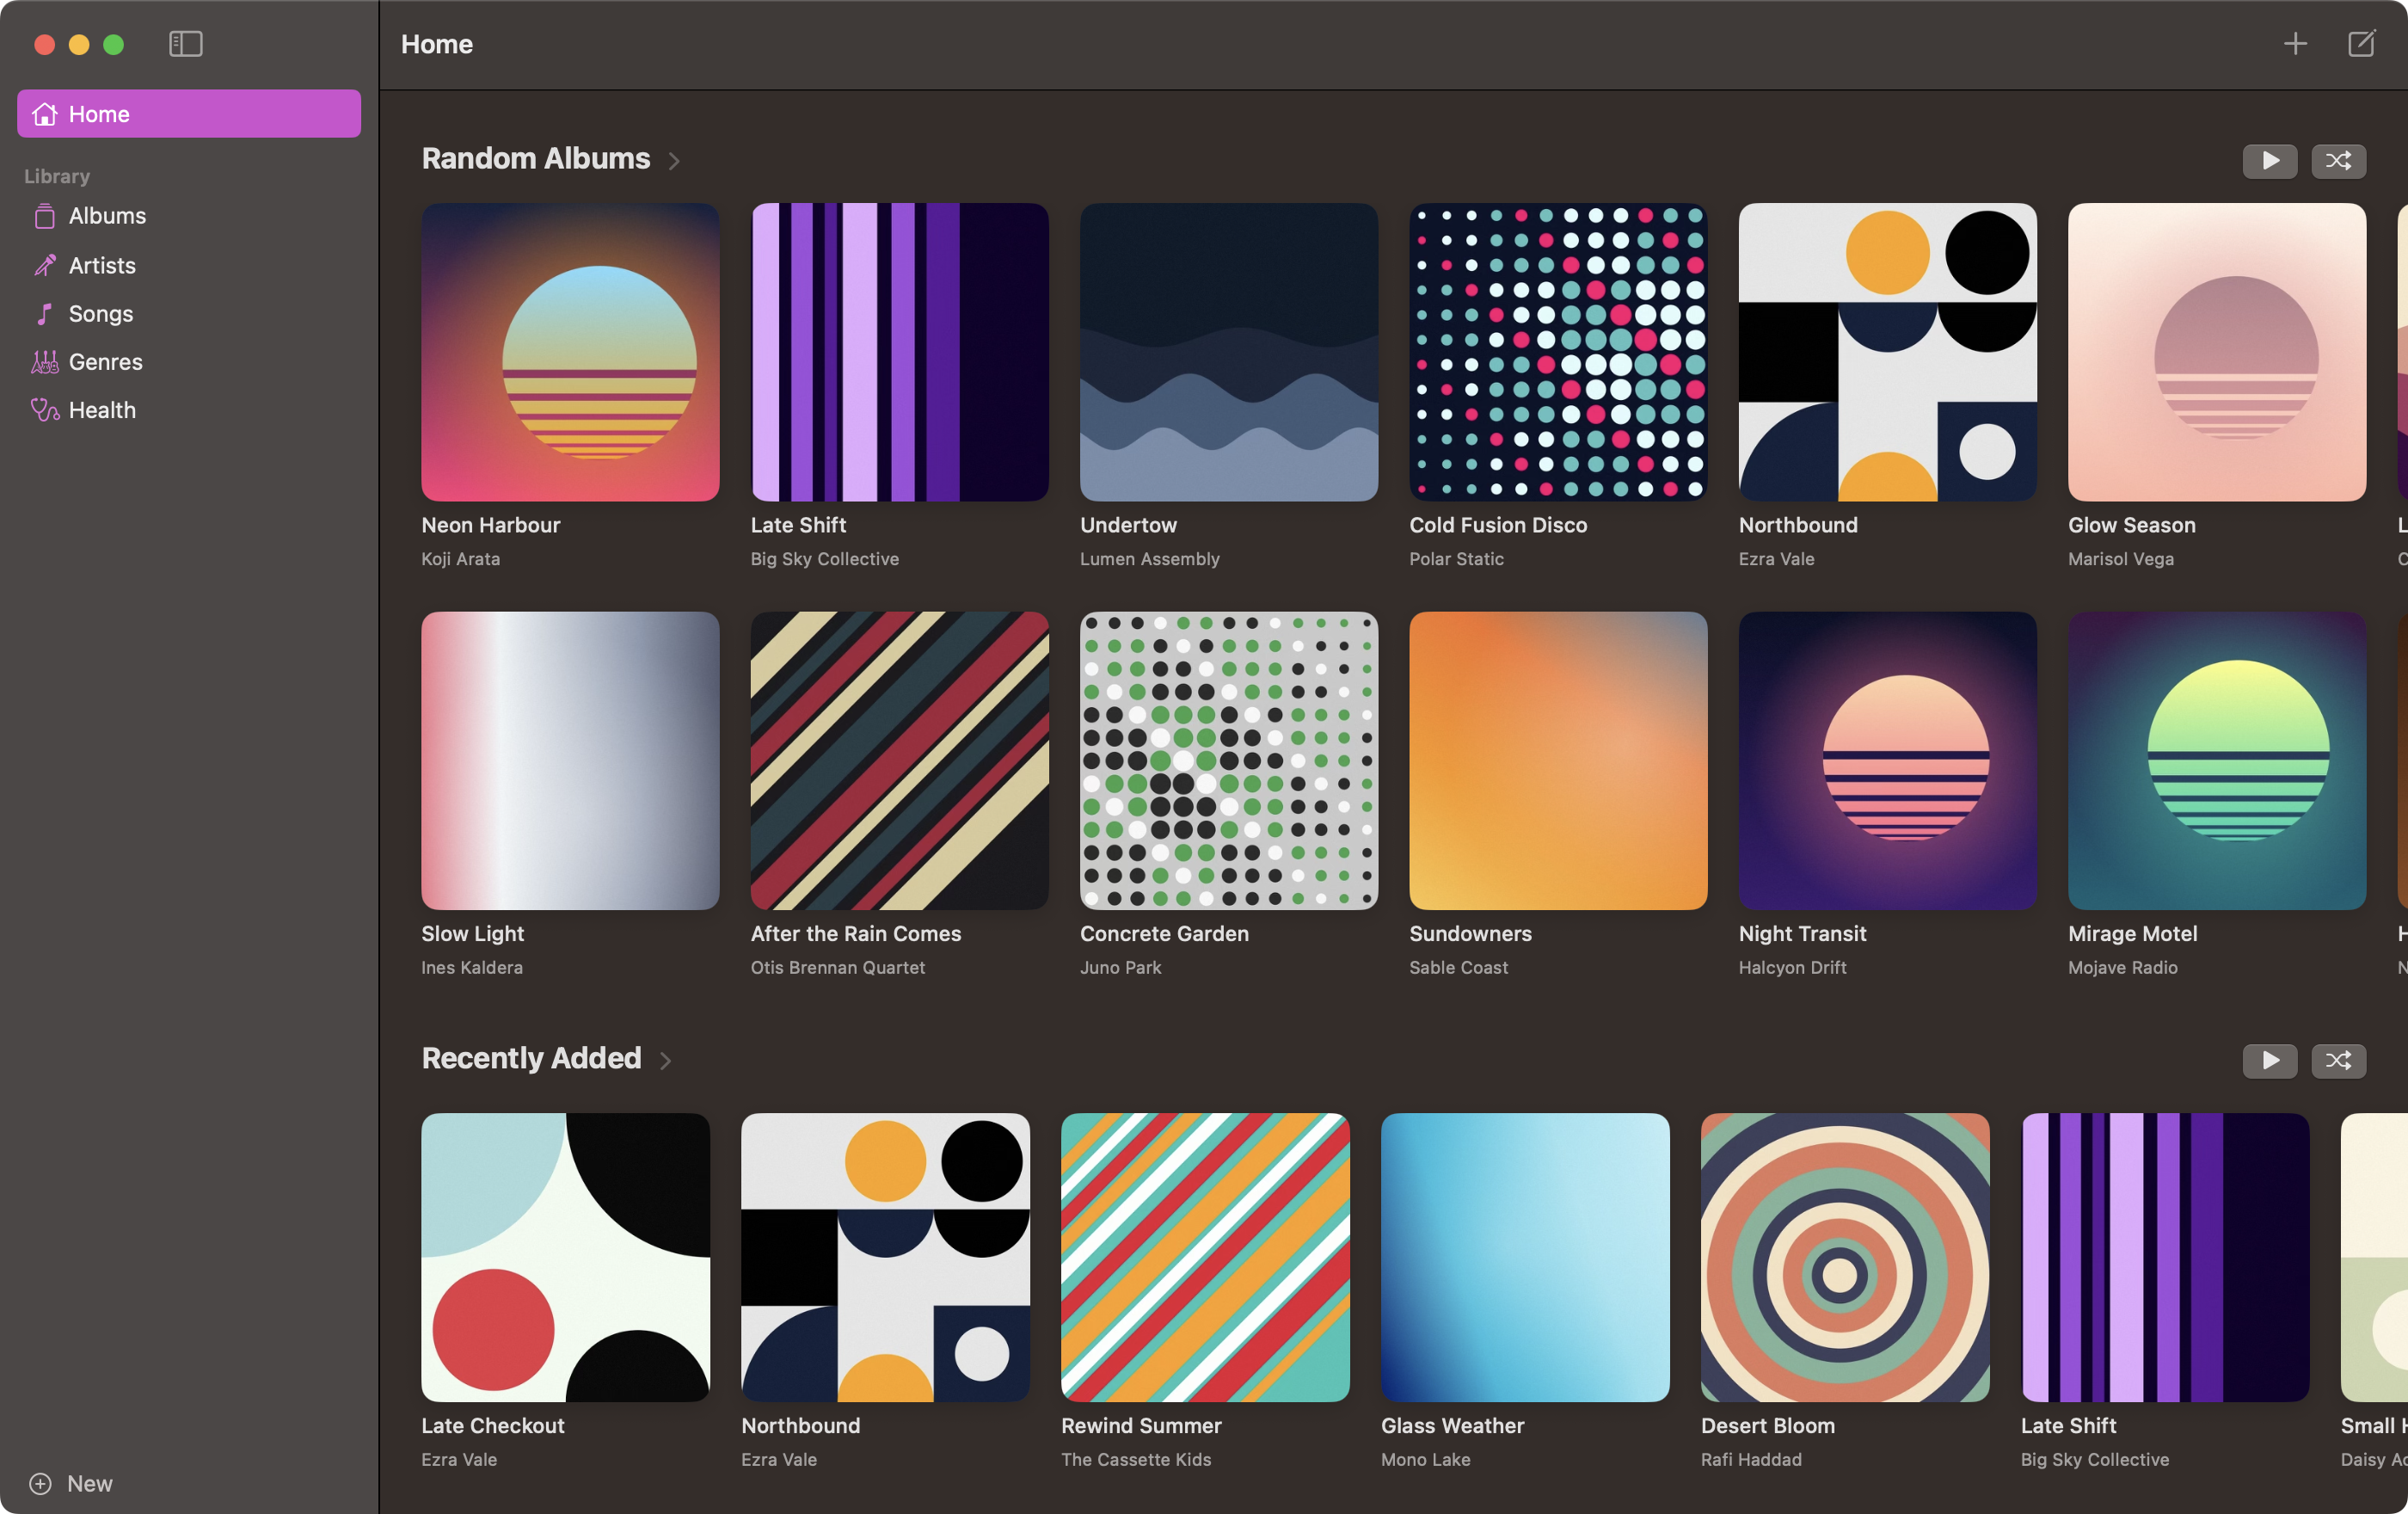 Home
Home
Library
Albums
Artists
Songs
Genres
Health
New
Random Albums
Neon Harbour
Koji Arata
Late Shift
Big Sky Collective
Undertow
Lumen Assembly
Cold Fusion Disco
Polar Static
Northbound
Ezra Vale
Glow Season
Marisol Vega
Slow Light
Ines Kaldera
After the Rain Comes
Otis Brennan Quartet
Concrete Garden
Juno Park
Sundowners
Sable Coast
Night Transit
Halcyon Drift
Mirage Motel
Mojave Radio
Recently Added
Late Checkout
Ezra Vale
Northbound
Ezra Vale
Rewind Summer
The Cassette Kids
Glass Weather
Mono Lake
Desert Bloom
Rafi Haddad
Late Shift
Big Sky Collective
Small
Daisy